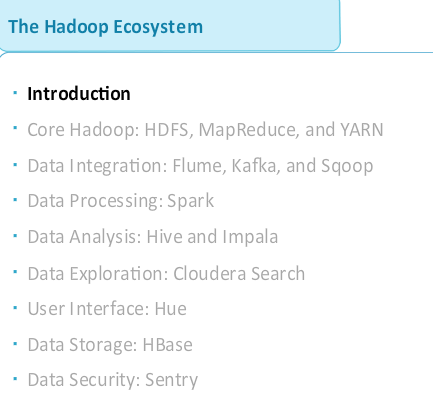 The Hadoop Ecosystem
· Introduction
· Core Hadoop: HDFS, MapReduce, and YARN
· Data Integration: Flume, Kafka, and Sqoop
· Data Processing: Spark
· Data Analysis: Hive and Impala
· Data Exploration: Cloudera Search
· User Interface: Hue
· Data Storage: HBase
· Data Security: Sentry